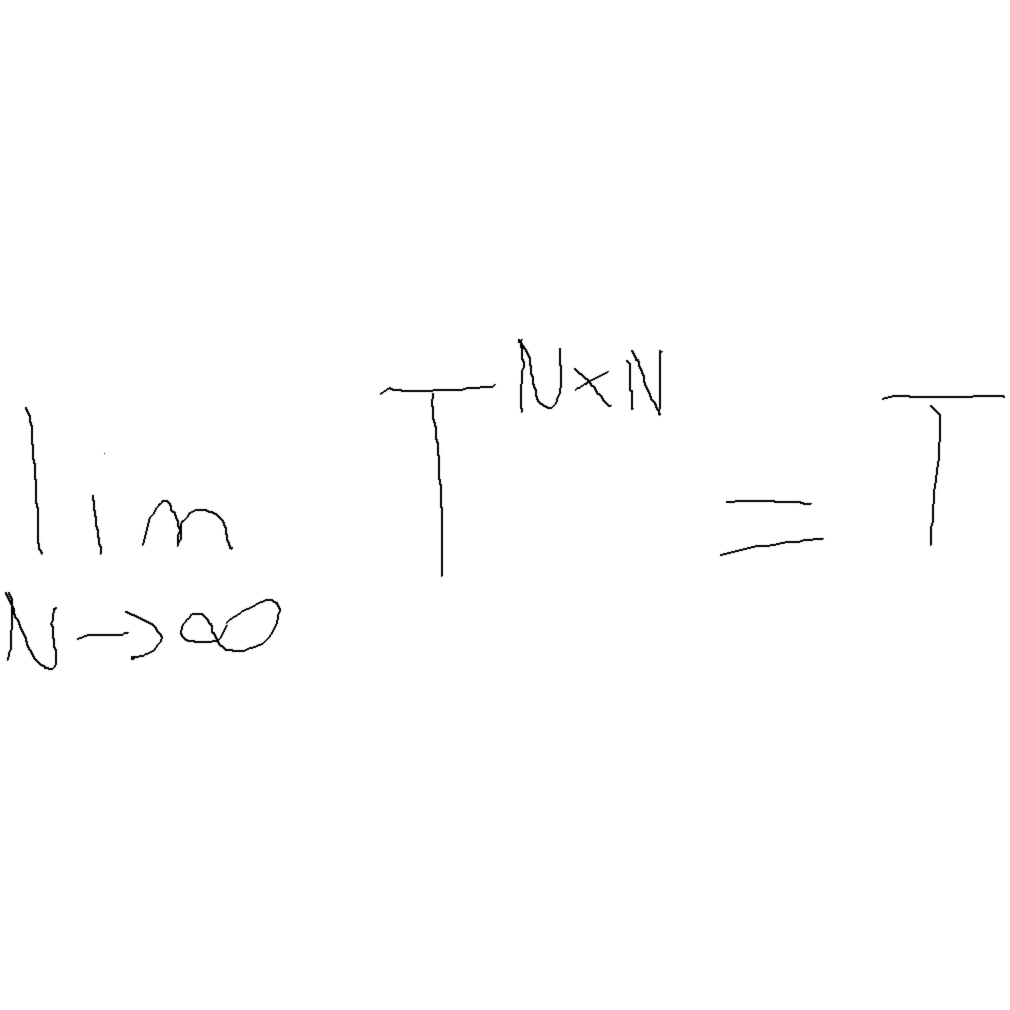 lim T^{N×N} = T
N→∞